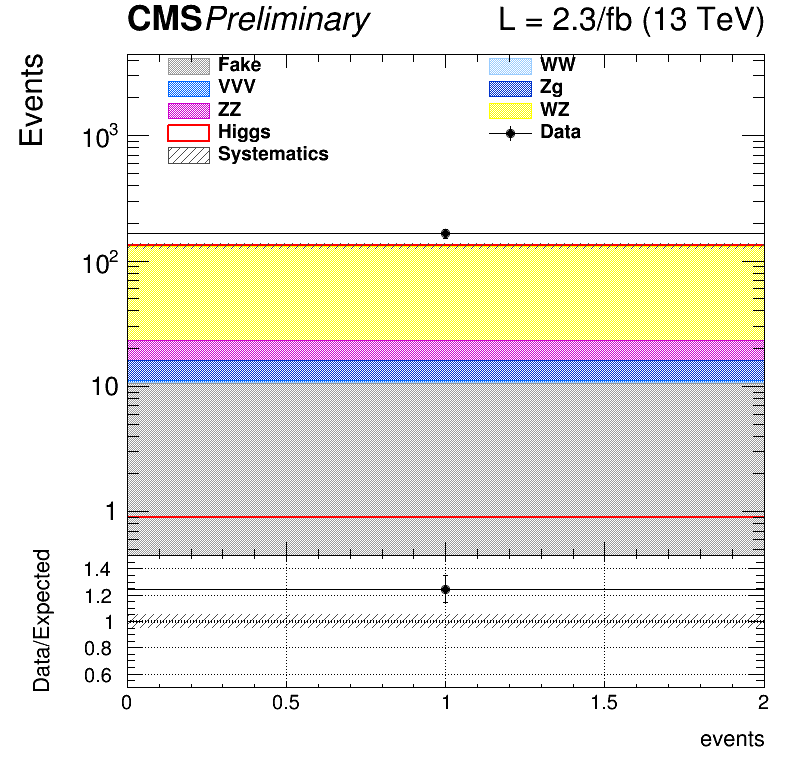 CMS Preliminary L = 2.3/fb (13 TeV)
Events
Fake WW
VVV Zg
ZZ WZ
Higgs Data
Systematics
10³
10²
10
1
Data/Expected
1.4
1.2
1
0.8
0.6
0 0.5 1 1.5 2
events